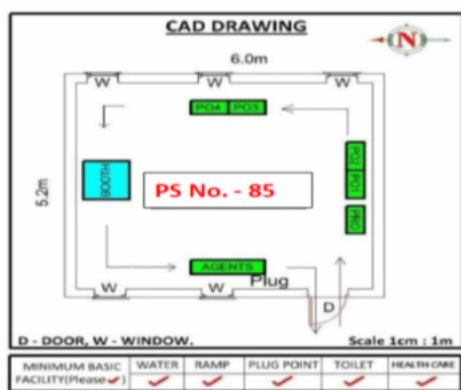 CAD DRAWING
N
6.0m
W W W
PO4 PO3
5.2m
BOOTH
PS No. - 85
PO2 PO1
PRO
AGENTS
Plug
W W
D
D - DOOR, W - WINDOW. Scale 1cm : 1m
MINIMUM BASIC FACILITY(Please ✓) WATER RAMP PLUG POINT TOILET HEALTH CARE
✓ ✓ ✓ ✓ ✓